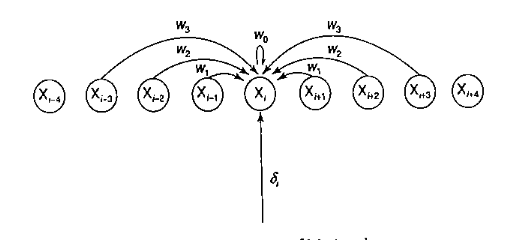 w₃ w₀ w₃
w₂ w₂
w₁ w₁
Xᵢ₋₄ Xᵢ₋₃ Xᵢ₋₂ Xᵢ₋₁ Xᵢ Xᵢ₊₁ Xᵢ₊₂ Xᵢ₊₃ Xᵢ₊₄
δᵢ